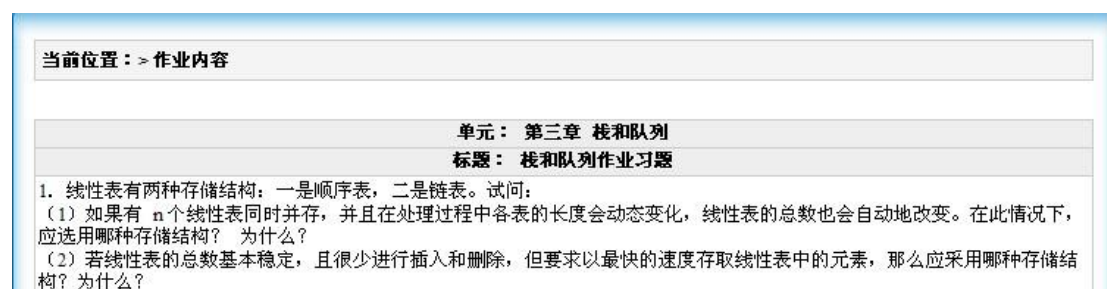 当前位置：>作业内容
单元： 第三章 栈和队列
标题： 栈和队列作业习题
1. 线性表有两种存储结构：一是顺序表，二是链表。试问：
（1）如果有 n个线性表同时并存，并且在处理过程中各表的长度会动态变化，线性表的总数也会自动地改变。在此情况下，
应选用哪种存储结构？ 为什么？
（2）若线性表的总数基本稳定，且很少进行插入和删除，但要求以最快的速度存取线性表中的元素，那么应采用哪种存储结
构？为什么？